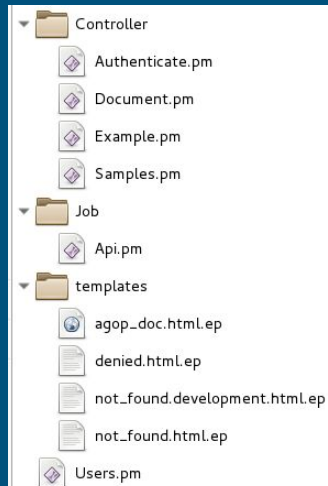 Controller
Authenticate.pm
Document.pm
Example.pm
Samples.pm
Job
Api.pm
templates
agop_doc.html.ep
denied.html.ep
not_found.development.html.ep
not_found.html.ep
Users.pm